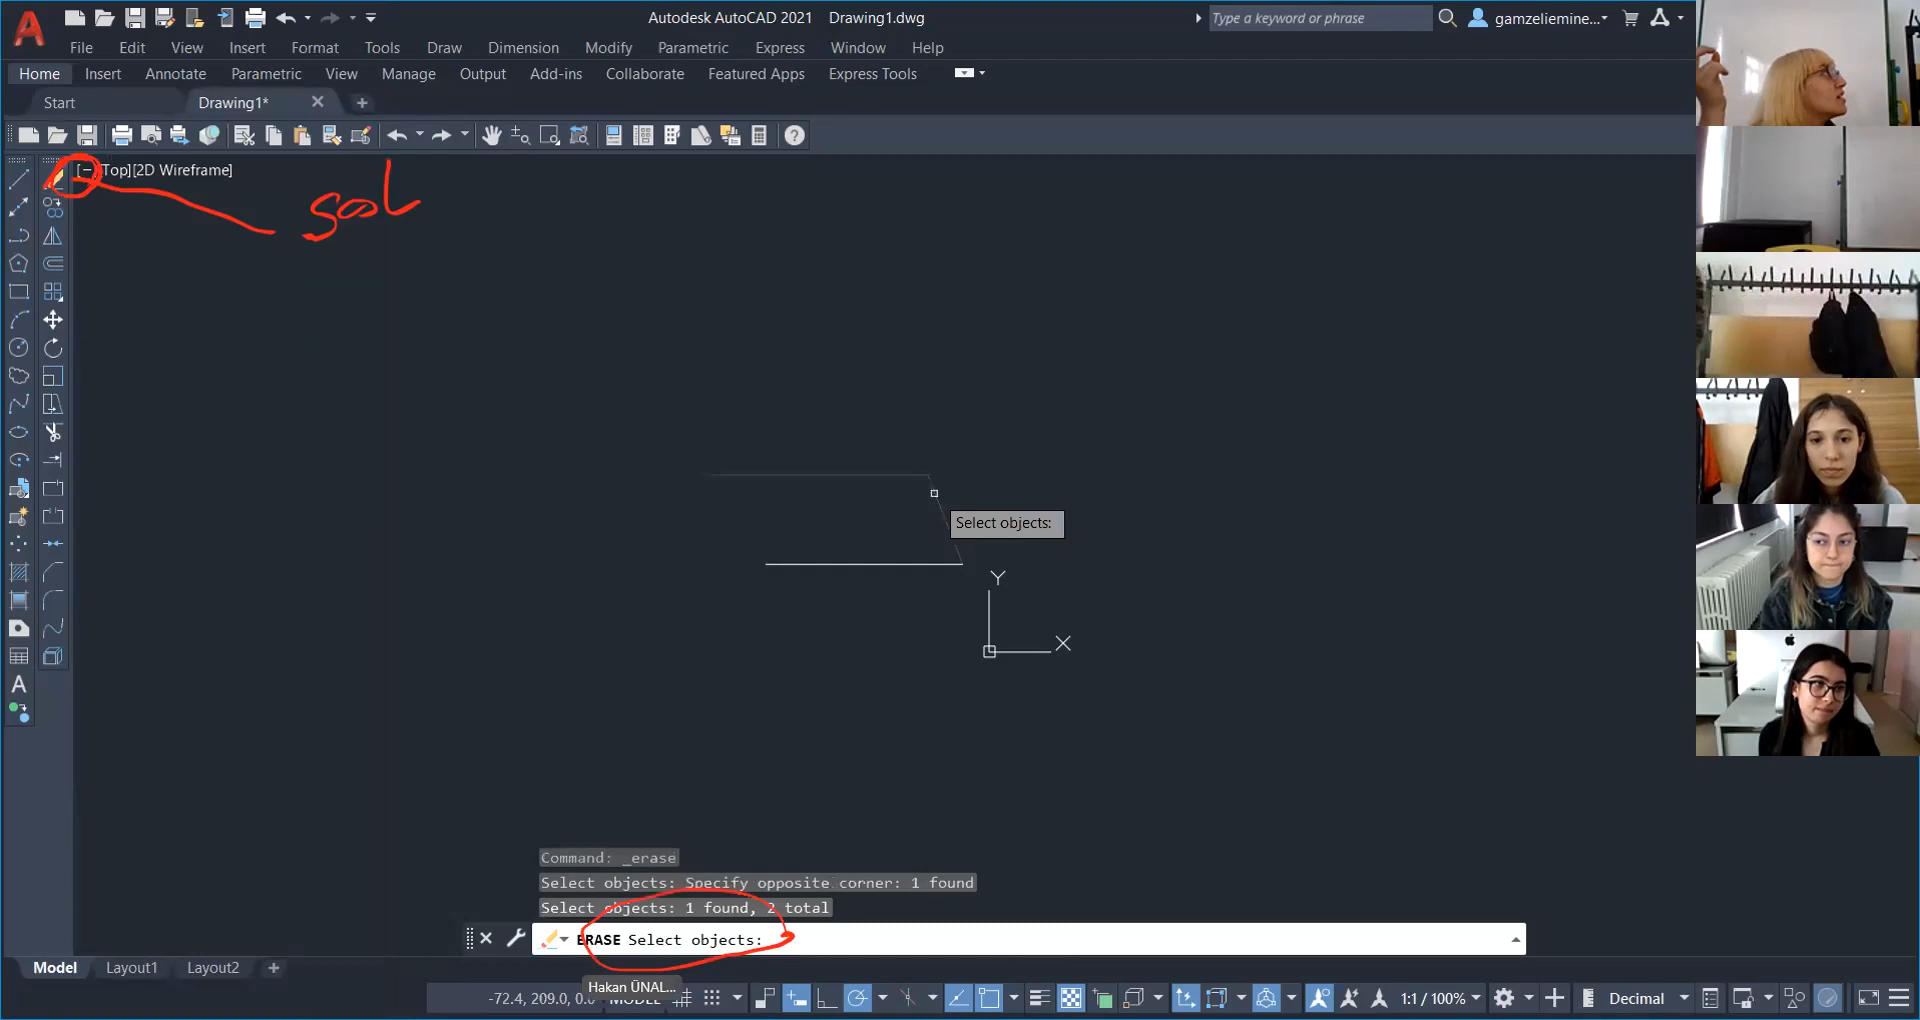 Autodesk AutoCAD 2021 Drawing1.dwg
Type a keyword or phrase
gamzeliemine...
File Edit View Insert Format Tools Draw Dimension Modify Parametric Express Window Help
Home Insert Annotate Parametric View Manage Output Add-ins Collaborate Featured Apps Express Tools
Start Drawing1*
[−][Top][2D Wireframe]
sol
Select objects:
Y
X
A
Command: _erase
Select objects: Specify opposite corner: 1 found
Select objects: 1 found, 2 total
ERASE Select objects:
Model Layout1 Layout2
Hakan ÜNAL...
-72.4, 209.0, 0.0 MODEL 1:1 / 100% Decimal